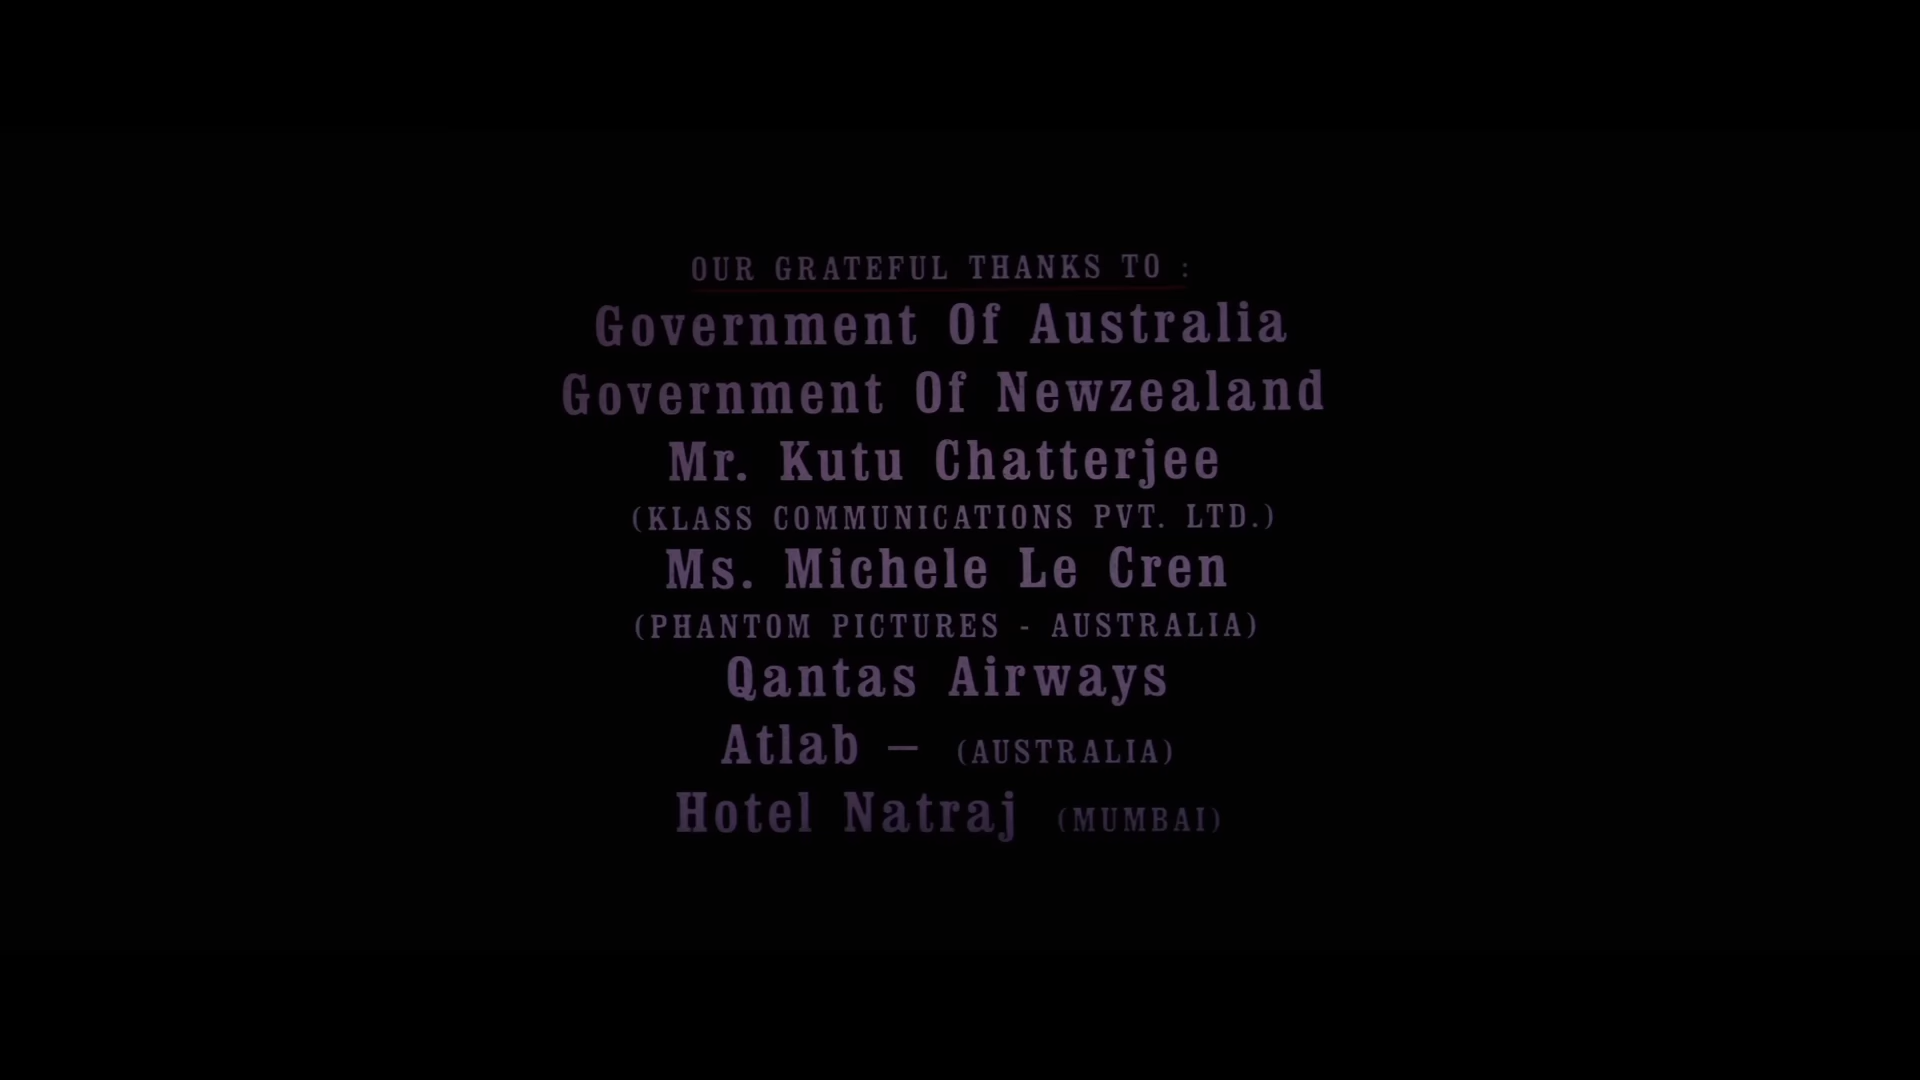 OUR GRATEFUL THANKS TO :
Government Of Australia
Government Of Newzealand
Mr. Kutu Chatterjee
(KLASS COMMUNICATIONS PVT. LTD.)
Ms. Michele Le Cren
(PHANTOM PICTURES - AUSTRALIA)
Qantas Airways
Atlab – (AUSTRALIA)
Hotel Natraj (MUMBAI)